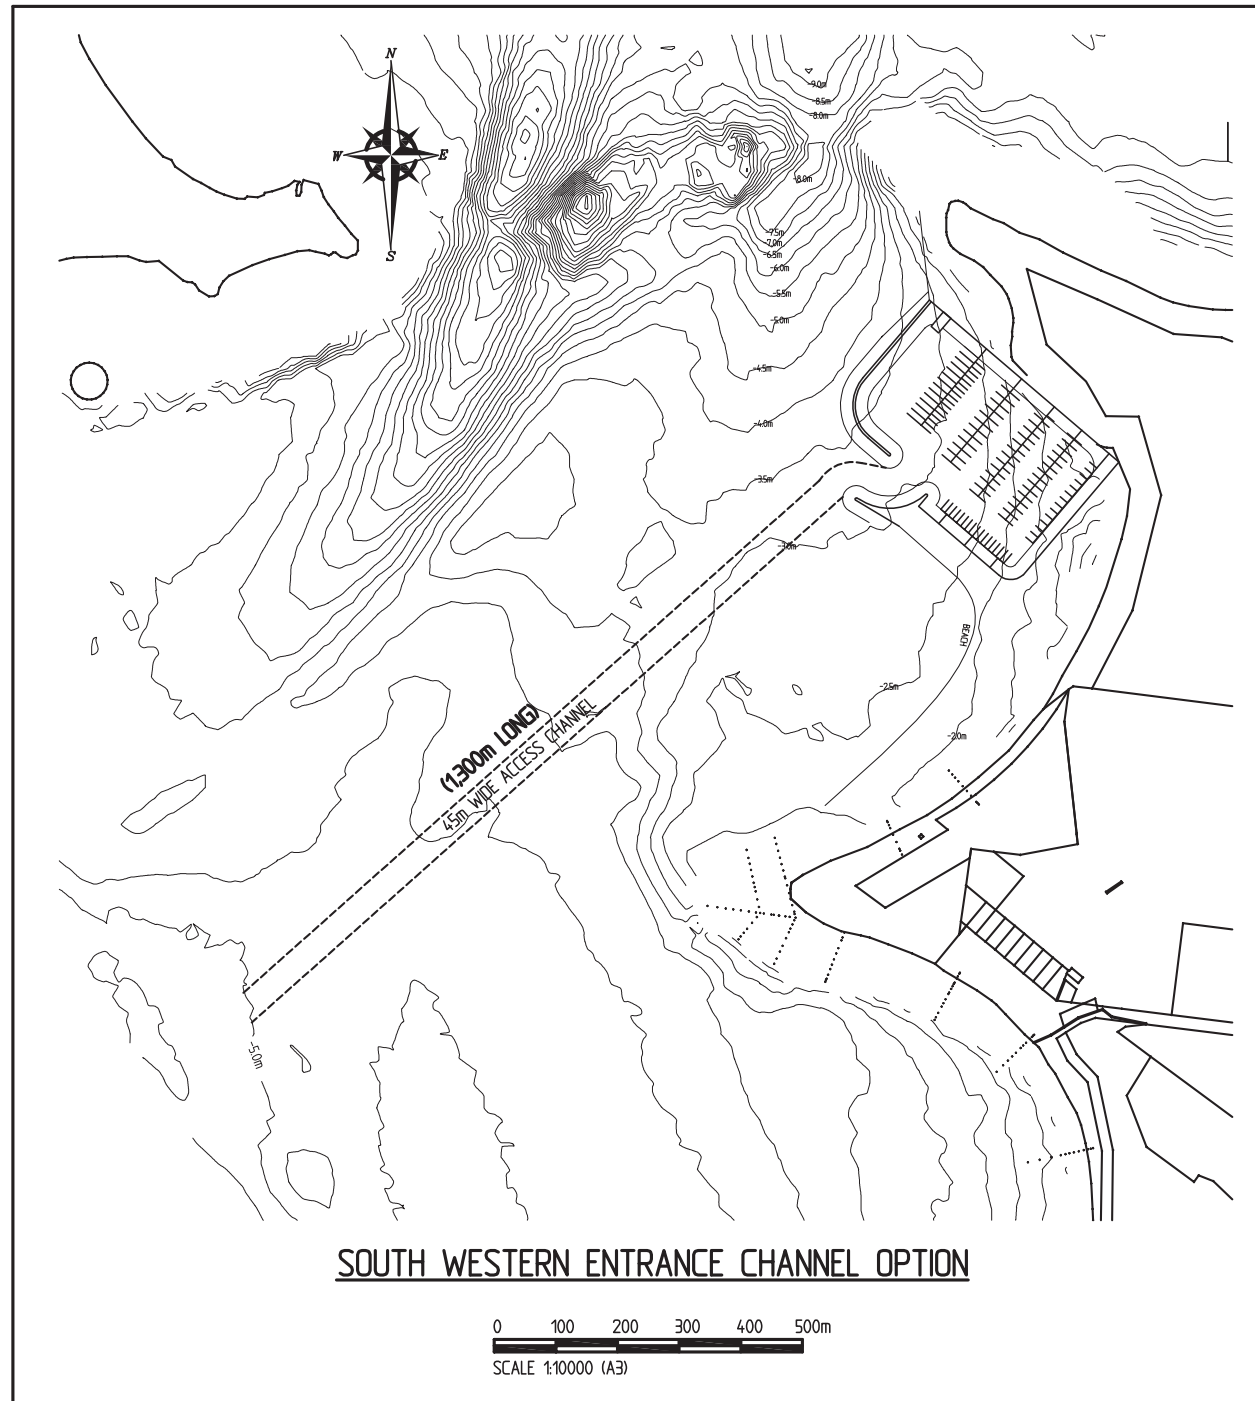 N
W E
S
-9.0m
-8.5m
-8.0m
-8.0m
-7.5m
-7.0m
-6.5m
-6.0m
-5.5m
-5.0m
-4.5m
-4.0m
3.5m
-3.0m
BEACH
-2.5m
-2.0m
(1,300m LONG)
45m WIDE ACCESS CHANNEL
-5.0m
SOUTH WESTERN ENTRANCE CHANNEL OPTION
0 100 200 300 400 500m
SCALE 1:10000 (A3)